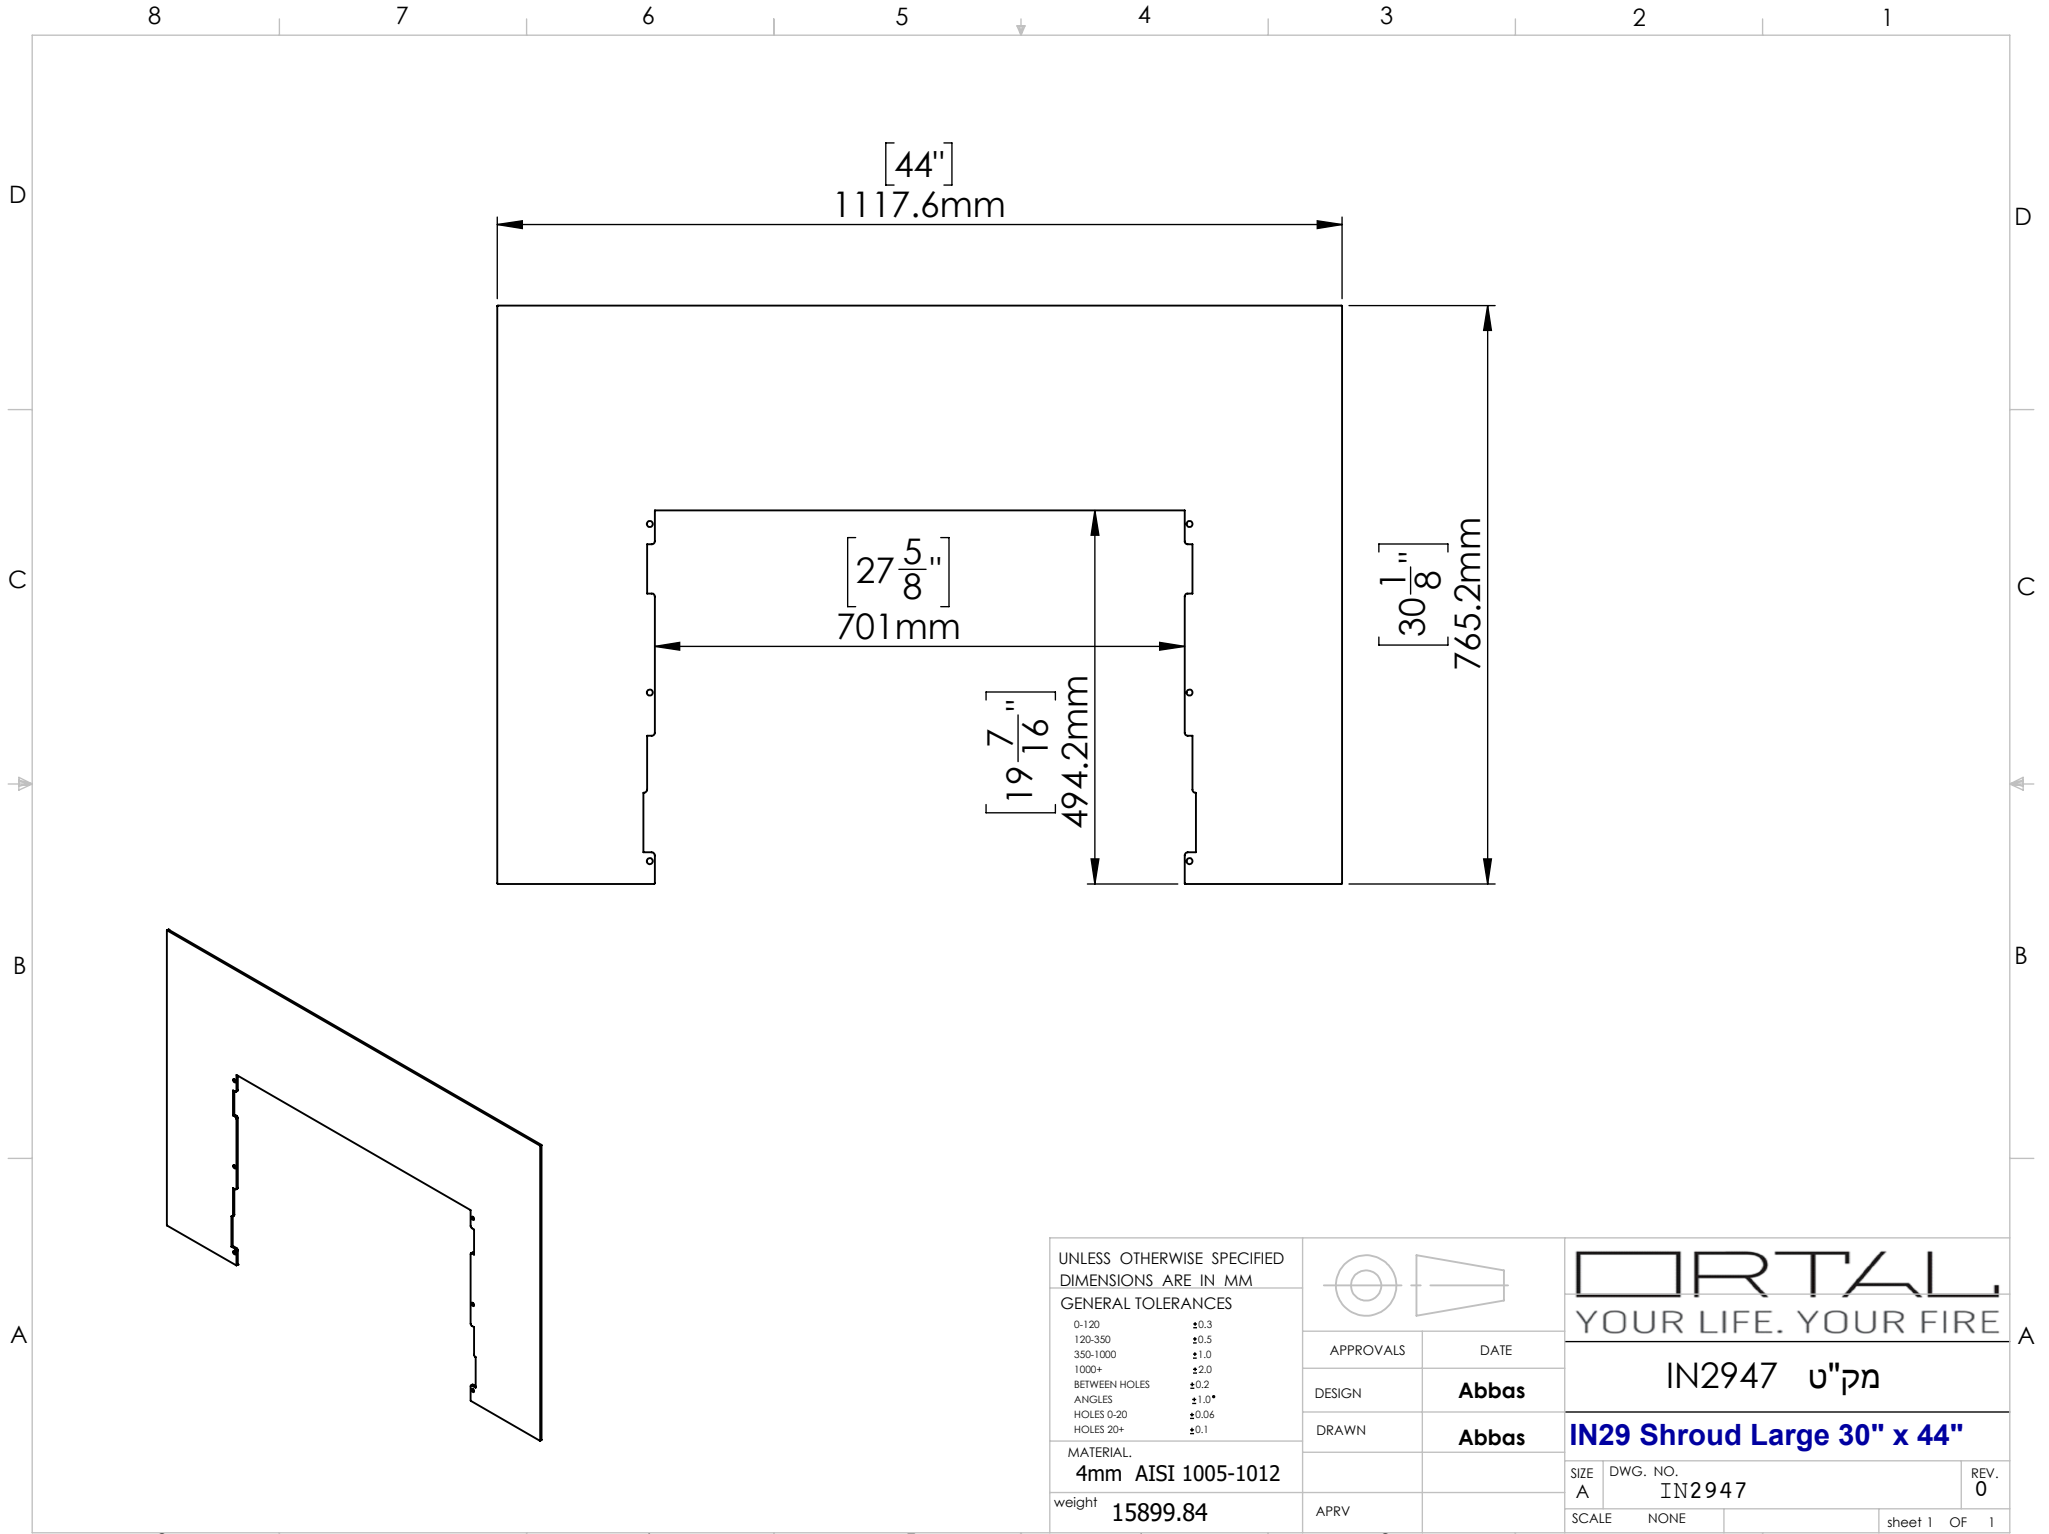 8 7 6 5 4 3 2 1
D
D
[44"]
1117.6mm
C
C
[27 5/8"]
701mm
[19 7/16"]
494.2mm
[30 1/8"]
765.2mm
B
B
A
A
UNLESS OTHERWISE SPECIFIED
DIMENSIONS ARE IN MM
GENERAL TOLERANCES
0-120 ±0.3
120-350 ±0.5
350-1000 ±1.0
1000+ ±2.0
BETWEEN HOLES ±0.2
ANGLES ±1.0°
HOLES 0-20 ±0.06
HOLES 20+ ±0.1
MATERIAL.
4mm AISI 1005-1012
weight 15899.84
APPROVALS DATE
DESIGN Abbas
DRAWN Abbas
APRV
ORTAL
YOUR LIFE. YOUR FIRE
IN2947 מק"ט
IN29 Shroud Large 30" x 44"
SIZE DWG. NO. REV.
A IN2947 0
SCALE NONE sheet 1 OF 1